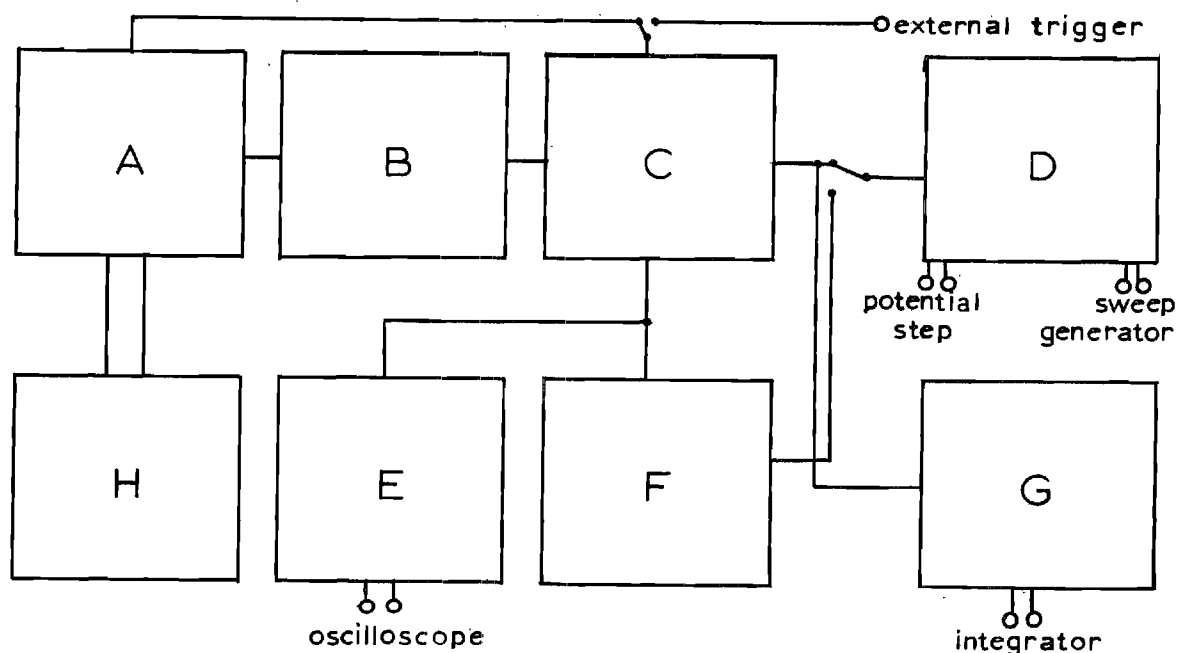 external trigger
A
B
C
D
potential
step
sweep
generator
H
E
F
G
oscilloscope
integrator